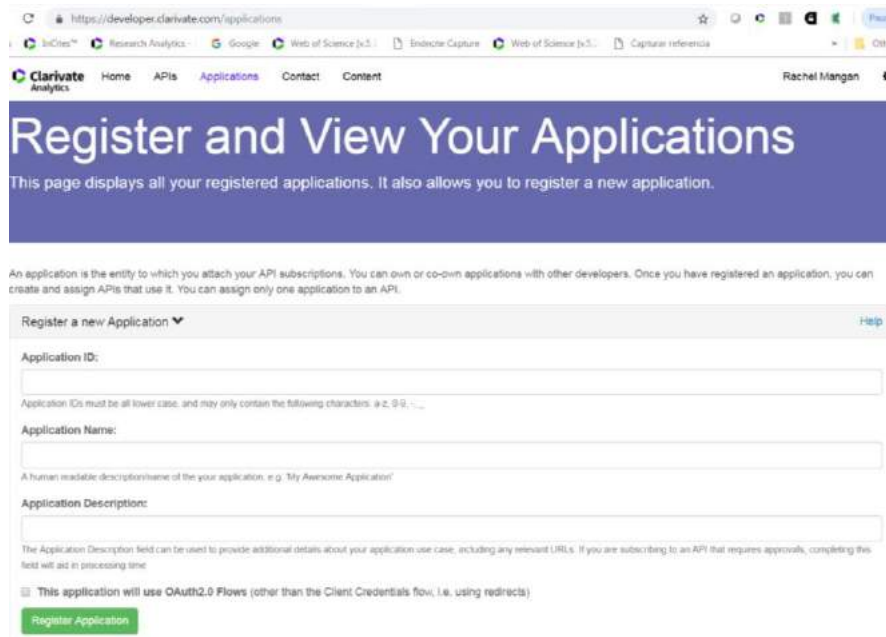 https://developer.clarivate.com/applications
InCites™ Research Analytics - Google Web of Science [v.5. Endnote Capture Web of Science [v.5. Capturar referencia
Clarivate Analytics Home APIs Applications Contact Content Rachel Mangan
Register and View Your Applications
This page displays all your registered applications. It also allows you to register a new application.
An application is the entity to which you attach your API subscriptions. You can own or co-own applications with other developers. Once you have registered an application, you can
create and assign APIs that use it. You can assign only one application to an API.
Register a new Application Help
Application ID:
Application IDs must be all lower case, and may only contain the following characters: a-z, 0-9, -, _
Application Name:
A human readable description/name of the your application, e.g. 'My Awesome Application'
Application Description:
The Application Description field can be used to provide additional details about your application use case, including any relevant URLs. If you are subscribing to an API that requires approvals, completing this
field will aid in processing time
This application will use OAuth2.0 Flows (other than the Client Credentials flow, i.e. using redirects)
Register Application